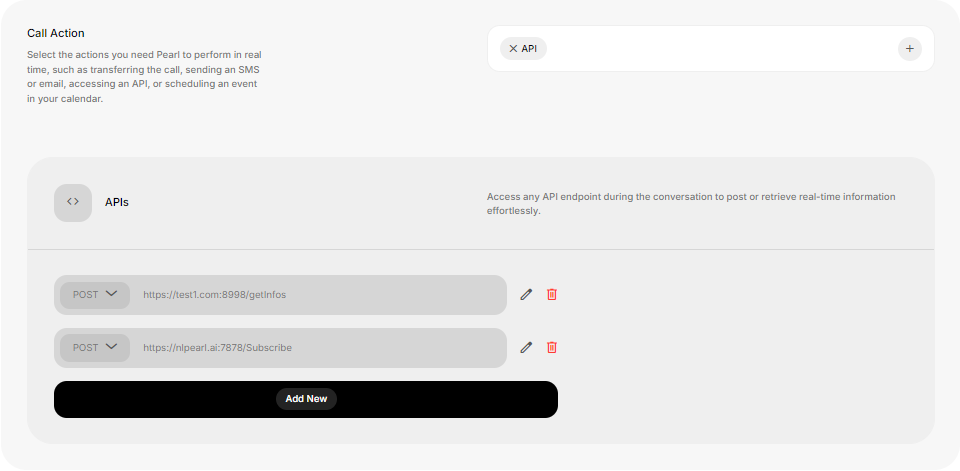 Call Action
Select the actions you need Pearl to perform in real
time, such as transferring the call, sending an SMS
or email, accessing an API, or scheduling an event
in your calendar.
API
APIs
Access any API endpoint during the conversation to post or retrieve real-time information
effortlessly.
POST https://test1.com:8998/getInfos
POST https://nlpearl.ai:7878/Subscribe
Add New